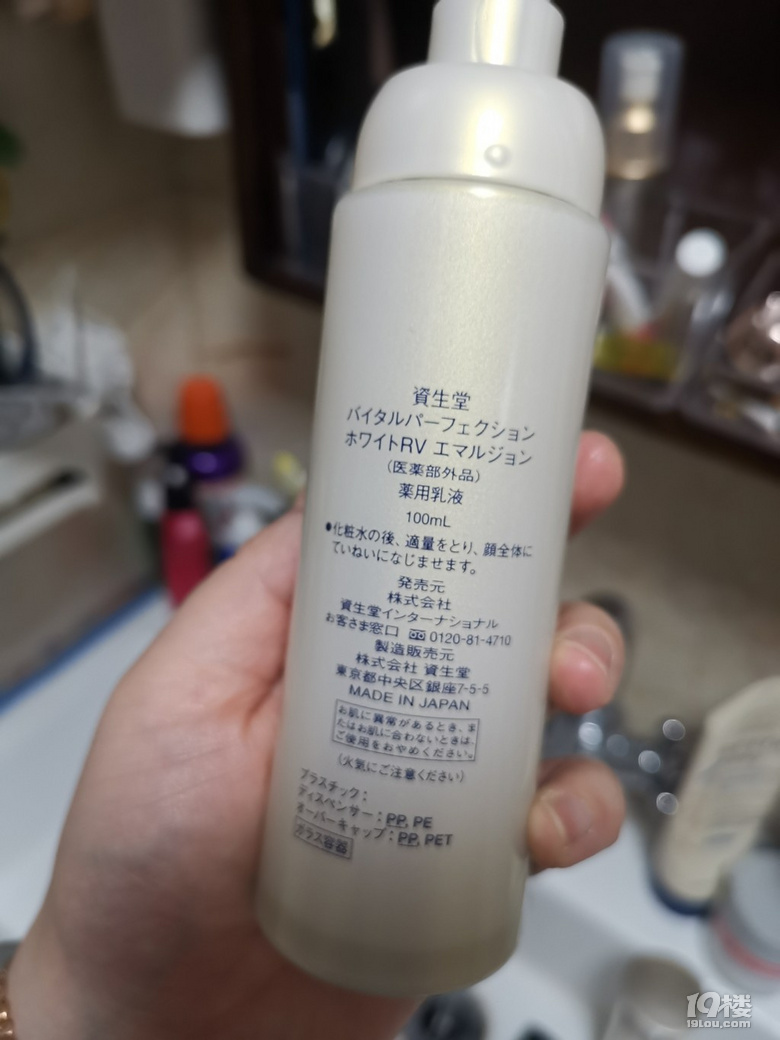 資生堂
バイタルパーフェクション
ホワイトRV エマルジョン
(医薬部外品)
薬用乳液
100mL
●化粧水の後、適量をとり、顔全体に
ていねいになじませます。
発売元
株式会社
資生堂インターナショナル
お客さま窓口 0120-81-4710
製造販売元
株式会社 資生堂
東京都中央区銀座7-5-5
MADE IN JAPAN
お肌に異常があるとき、ま
たはお肌に合わないときは、
ご使用をおやめください。
(火気にご注意ください)
プラスチック:
ディスペンサー:PP, PE
オーバーキャップ:PP, PET
ガラス容器
19楼
19Lou.com